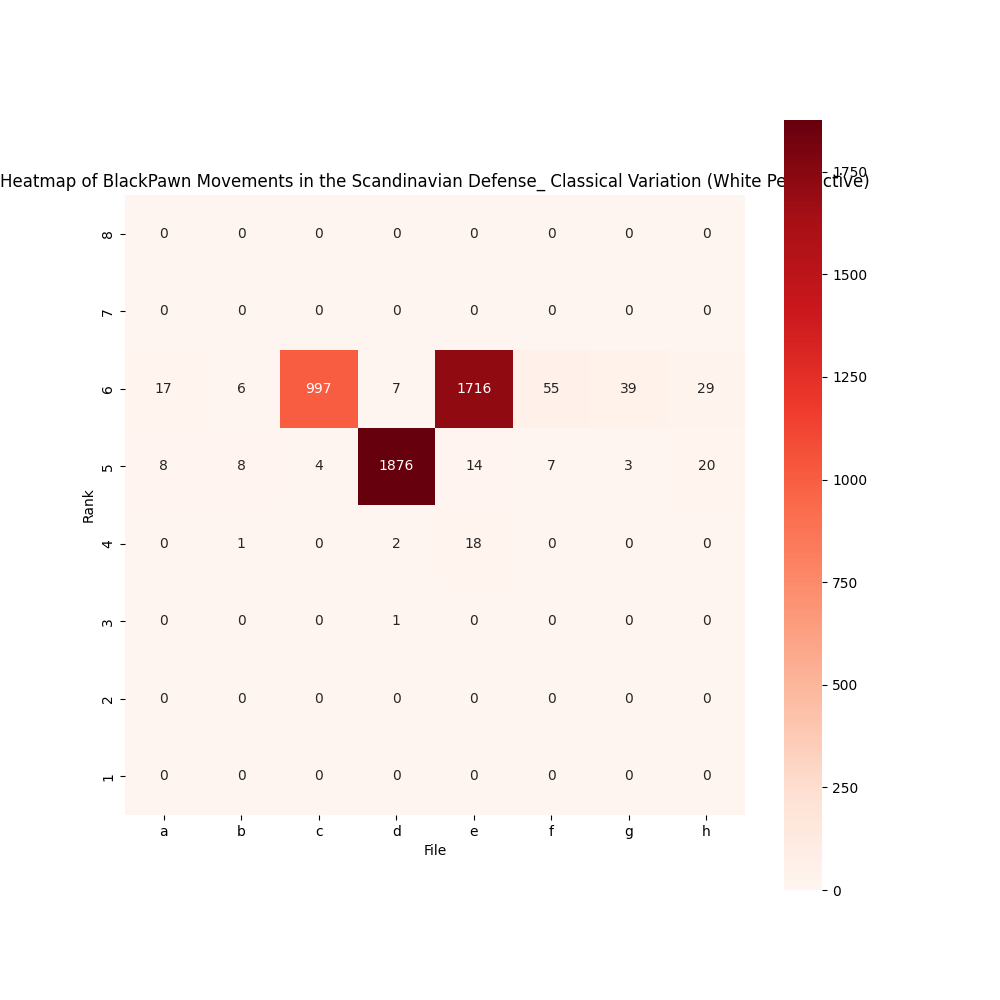 Heatmap of BlackPawn Movements in the Scandinavian Defense_ Classical Variation (White Perspective)
1750
8 0 0 0 0 0 0 0 0
7 0 0 0 0 0 0 0 0
1500
6 17 6 997 7 1716 55 39 29
1250
5 8 8 4 1876 14 7 3 20
1000
Rank
4 0 1 0 2 18 0 0 0
750
3 0 0 0 1 0 0 0 0
500
2 0 0 0 0 0 0 0 0
1 0 0 0 0 0 0 0 0
250
a b c d e f g h
File
0